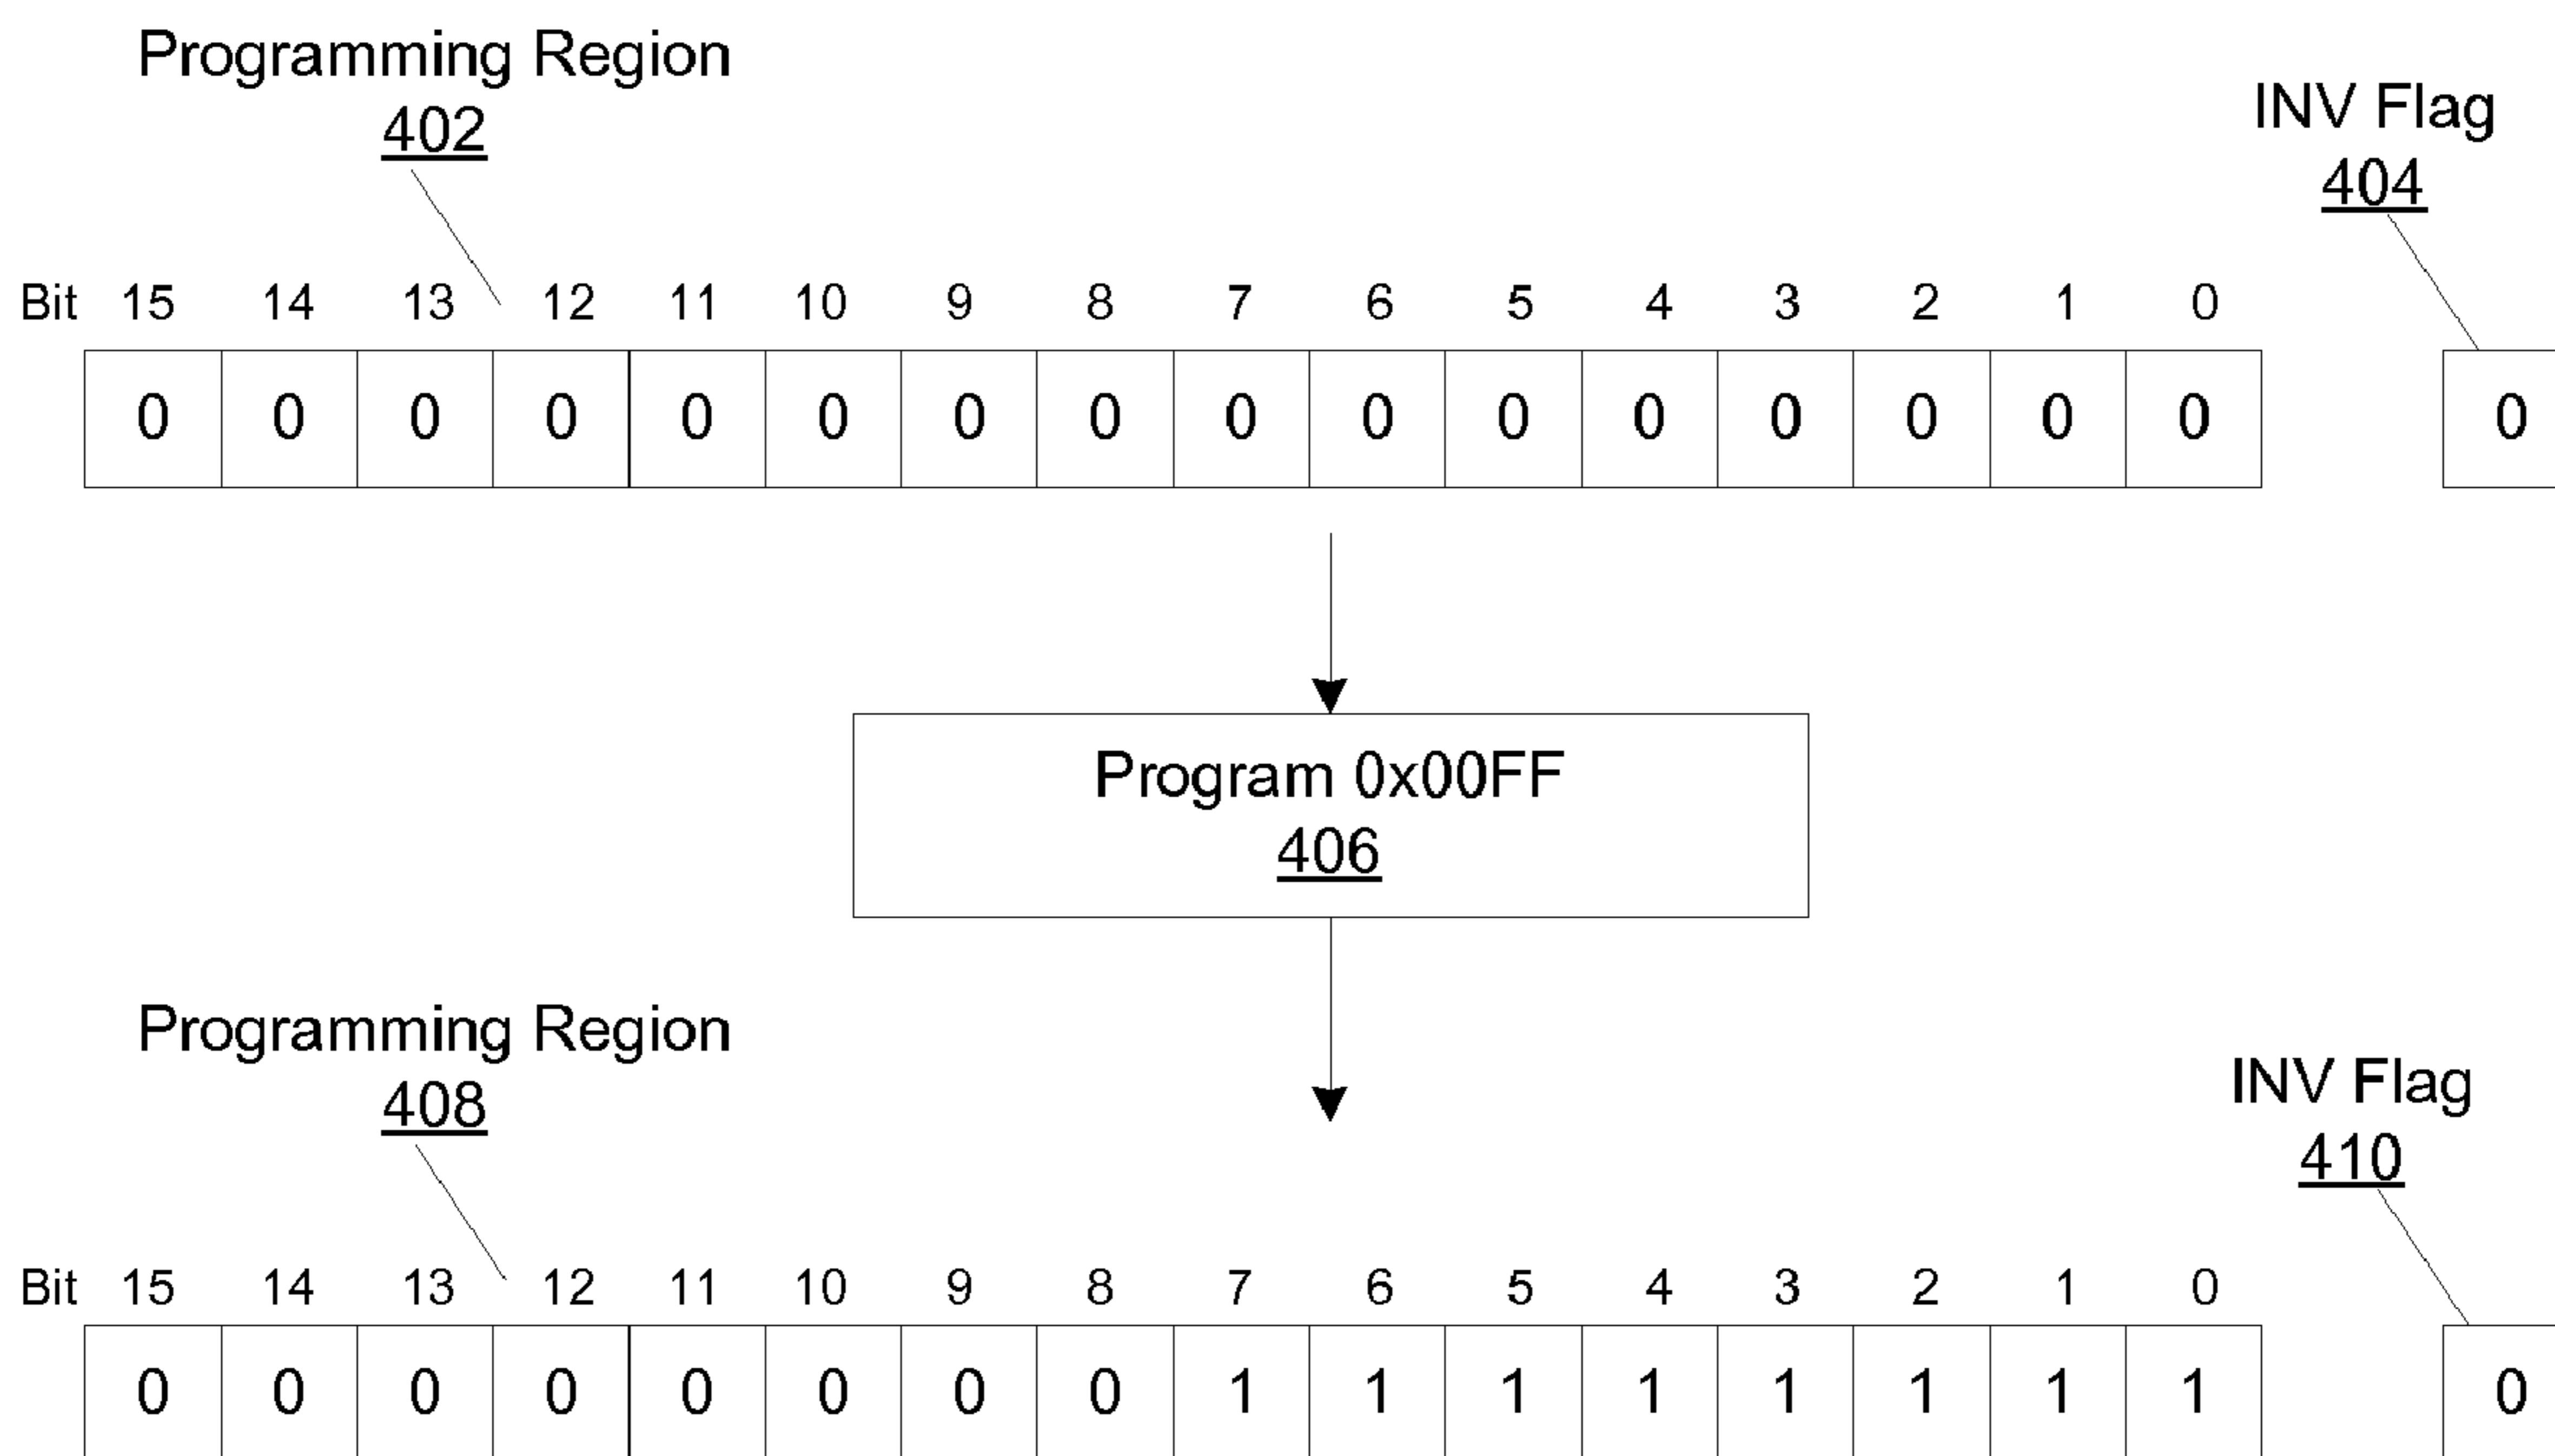 Programming Region
402
INV Flag
404
Bit 15 14 13 12 11 10 9 8 7 6 5 4 3 2 1 0
0 0 0 0 0 0 0 0 0 0 0 0 0 0 0 0 0
Program 0x00FF
406
Programming Region
408
INV Flag
410
Bit 15 14 13 12 11 10 9 8 7 6 5 4 3 2 1 0
0 0 0 0 0 0 0 0 1 1 1 1 1 1 1 1 0